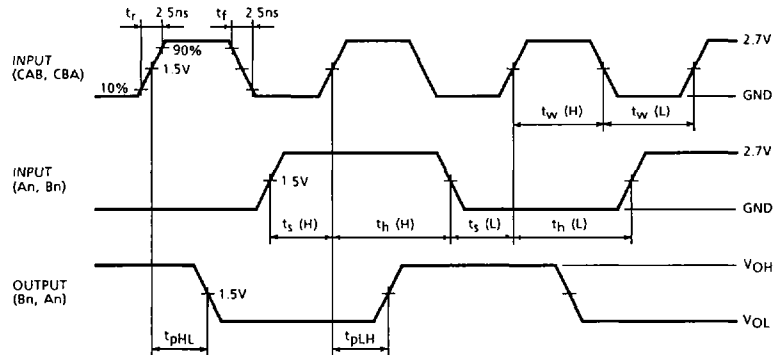 tr 2 5ns tf 2 5ns
INPUT
(CAB, CBA)
90%
1.5V
10%
2.7V
GND
tw (H) tw (L)
INPUT
(An, Bn)
1 5V
2.7V
GND
ts (H) th (H) ts (L) th (L)
OUTPUT
(Bn, An)
1.5V
VOH
VOL
tpHL tpLH